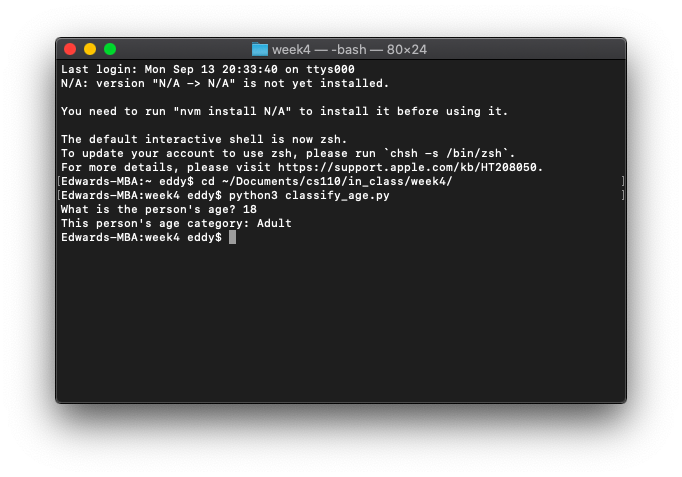 week4 — -bash — 80×24
Last login: Mon Sep 13 20:33:40 on ttys000
N/A: version "N/A -> N/A" is not yet installed.
You need to run "nvm install N/A" to install it before using it.
The default interactive shell is now zsh.
To update your account to use zsh, please run `chsh -s /bin/zsh`.
For more details, please visit https://support.apple.com/kb/HT208050.
[Edwards-MBA:~ eddy$ cd ~/Documents/cs110/in_class/week4/ ]
[Edwards-MBA:week4 eddy$ python3 classify_age.py ]
What is the person's age? 18
This person's age category: Adult
Edwards-MBA:week4 eddy$